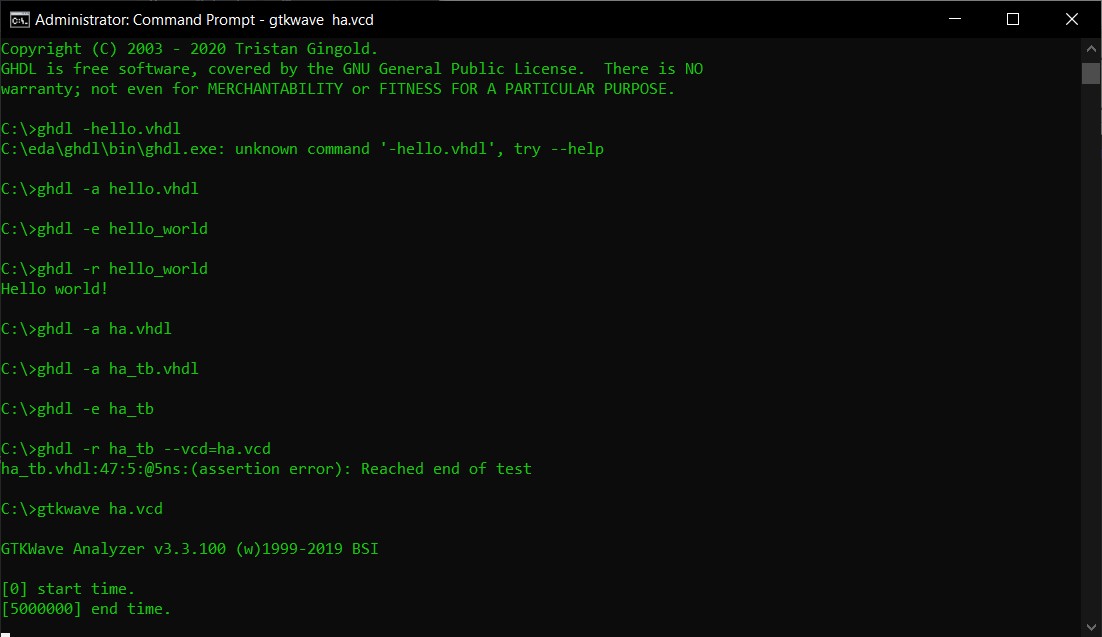 Administrator: Command Prompt - gtkwave  ha.vcd
Copyright (C) 2003 - 2020 Tristan Gingold.
GHDL is free software, covered by the GNU General Public License.  There is NO
warranty; not even for MERCHANTABILITY or FITNESS FOR A PARTICULAR PURPOSE.
C:\>ghdl -hello.vhdl
C:\eda\ghdl\bin\ghdl.exe: unknown command '-hello.vhdl', try --help
C:\>ghdl -a hello.vhdl
C:\>ghdl -e hello_world
C:\>ghdl -r hello_world
Hello world!
C:\>ghdl -a ha.vhdl
C:\>ghdl -a ha_tb.vhdl
C:\>ghdl -e ha_tb
C:\>ghdl -r ha_tb --vcd=ha.vcd
ha_tb.vhdl:47:5:@5ns:(assertion error): Reached end of test
C:\>gtkwave ha.vcd
GTKWave Analyzer v3.3.100 (w)1999-2019 BSI
[0] start time.
[5000000] end time.